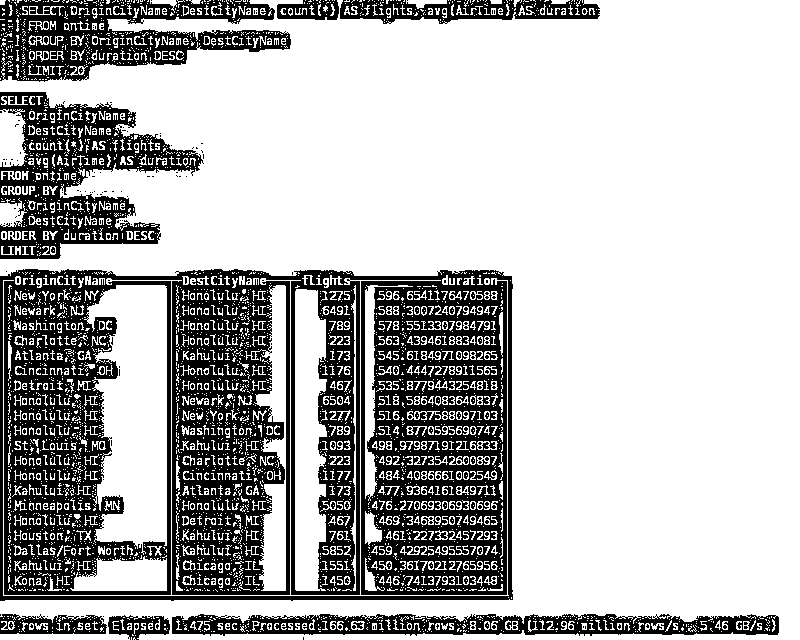 :) SELECT OriginCityName, DestCityName, count(*) AS flights, avg(AirTime) AS duration
:-] FROM ontime
:-] GROUP BY OriginCityName, DestCityName
:-] ORDER BY duration DESC
:-] LIMIT 20
SELECT
OriginCityName,
DestCityName,
count(*) AS flights,
avg(AirTime) AS duration
FROM ontime
GROUP BY
OriginCityName,
DestCityName
ORDER BY duration DESC
LIMIT 20
OriginCityName DestCityName flights duration
New York, NY Honolulu, HI 1275 596.6541176470588
Newark, NJ Honolulu, HI 6491 588.3007240794947
Washington, DC Honolulu, HI 789 578.5513307984791
Charlotte, NC Honolulu, HI 223 563.4394618834081
Atlanta, GA Kahului, HI 173 545.6184971098265
Cincinnati, OH Honolulu, HI 1176 540.4447278911565
Detroit, MI Honolulu, HI 467 535.8779443254818
Honolulu, HI Newark, NJ 6504 518.5864083640837
Honolulu, HI New York, NY 1277 516.6037588097103
Honolulu, HI Washington, DC 789 514.8770595690747
St. Louis, MO Kahului, HI 1093 498.97987191216833
Honolulu, HI Charlotte, NC 223 492.3273542600897
Honolulu, HI Cincinnati, OH 1177 484.4086661002549
Kahului, HI Atlanta, GA 173 477.9364161849711
Minneapolis, MN Honolulu, HI 5050 476.27069306930696
Honolulu, HI Detroit, MI 467 469.3468950749465
Houston, TX Kahului, HI 761 461.227332457293
Dallas/Fort Worth, TX Kahului, HI 5852 459.42925495557074
Kahului, HI Chicago, IL 1551 450.3617021276596
Kona, HI Chicago, IL 1450 446.7413793103448
20 rows in set. Elapsed: 1.475 sec. Processed 166.63 million rows, 8.06 GB (112.96 million rows/s., 5.46 GB/s.)